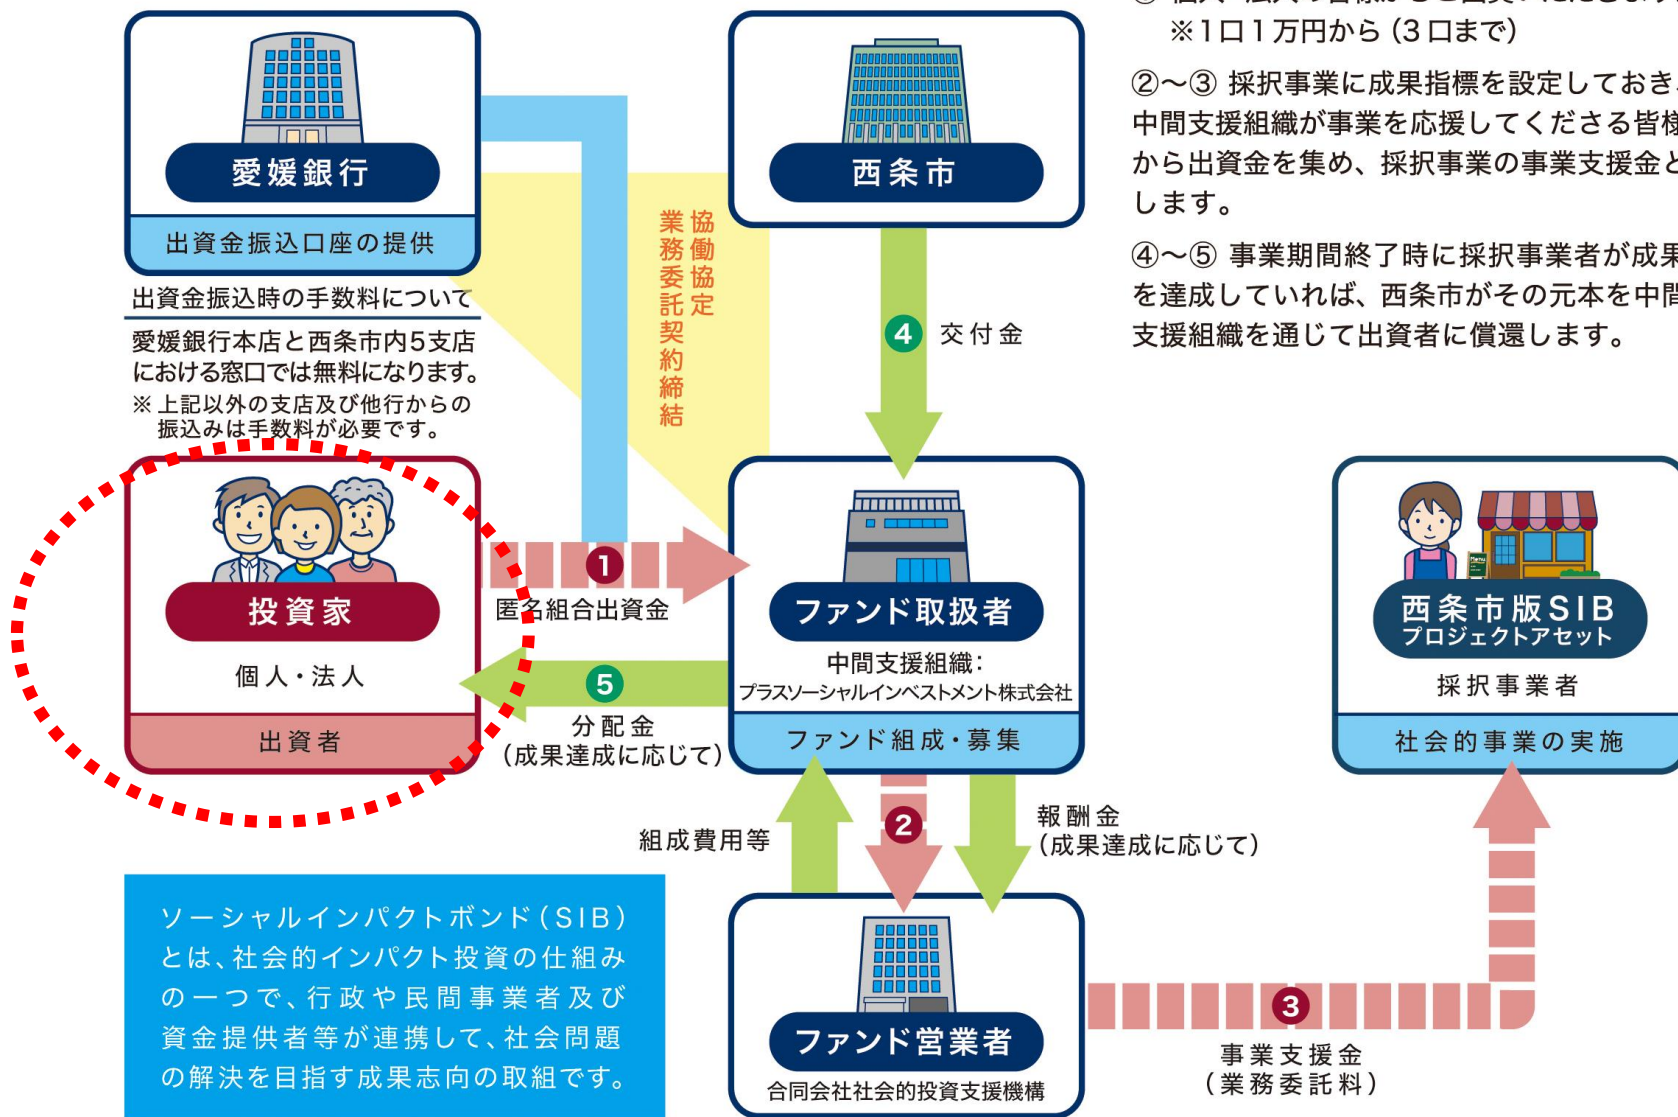 愛媛銀行
出資金振込口座の提供
出資金振込時の手数料について
愛媛銀行本店と西条市内5支店
における窓口では無料になります。
※上記以外の支店及び他行からの
振込みは手数料が必要です。
西条市
協働協定
業務委託契約締結
4 交付金
※1口1万円から(3口まで)
②~③ 採択事業に成果指標を設定しておき、
中間支援組織が事業を応援してくださる皆様
から出資金を集め、採択事業の事業支援金と
します。
④~⑤ 事業期間終了時に採択事業者が成果
を達成していれば、西条市がその元本を中間
支援組織を通じて出資者に償還します。
投資家
個人・法人
出資者
1
匿名組合出資金
5
分配金
(成果達成に応じて)
ファンド取扱者
中間支援組織:
プラスソーシャルインベストメント株式会社
ファンド組成・募集
西条市版SIB
プロジェクトアセット
採択事業者
社会的事業の実施
組成費用等
2
報酬金
(成果達成に応じて)
ファンド営業者
合同会社社会的投資支援機構
3
事業支援金
(業務委託料)
ソーシャルインパクトボンド(SIB)
とは、社会的インパクト投資の仕組み
の一つで、行政や民間事業者及び
資金提供者等が連携して、社会問題
の解決を目指す成果志向の取組です。